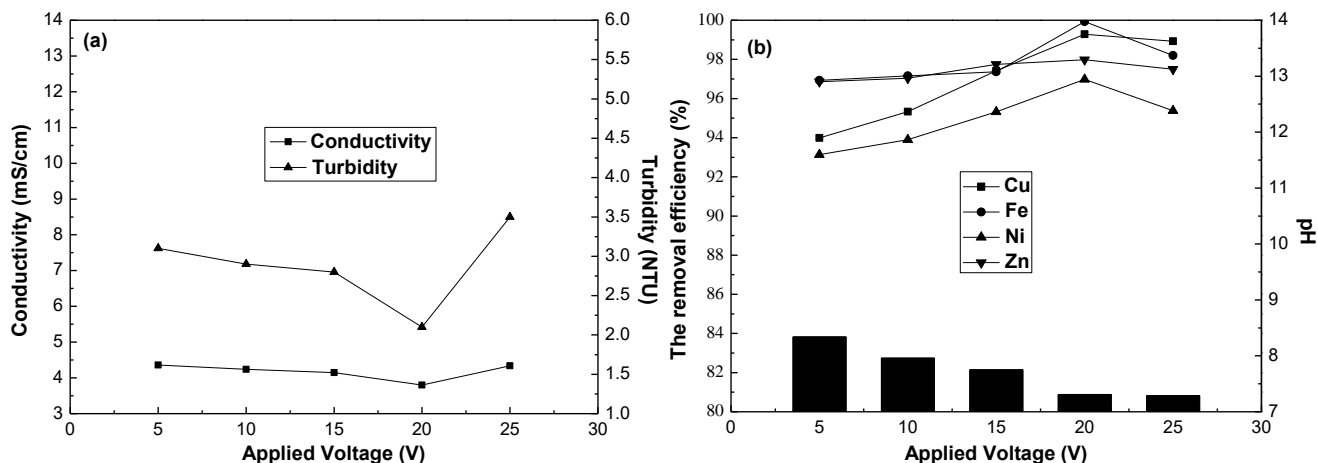 (a)
Conductivity (mS/cm)
14
13
12
11
10
9
8
7
6
5
4
3
Conductivity
Turbidity
6.0
5.5
5.0
4.5
4.0
3.5
3.0
2.5
2.0
1.5
1.0
Turbidity (NTU)
0 5 10 15 20 25 30
Applied Voltage (V)
(b)
The removal efficiency (%)
100
98
96
94
92
90
88
86
84
82
80
Cu
Fe
Ni
Zn
14
13
12
11
10
9
8
7
pH
0 5 10 15 20 25 30
Applied Voltage (V)